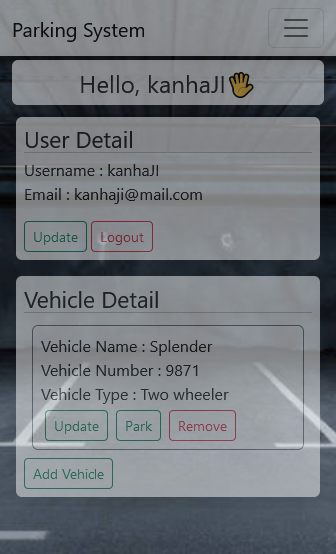 Parking System
Hello, kanhaJI👋
User Detail
Username : kanhaJI
Email : kanhaji@mail.com
Update Logout
Vehicle Detail
Vehicle Name : Splender
Vehicle Number : 9871
Vehicle Type : Two wheeler
Update Park Remove
Add Vehicle